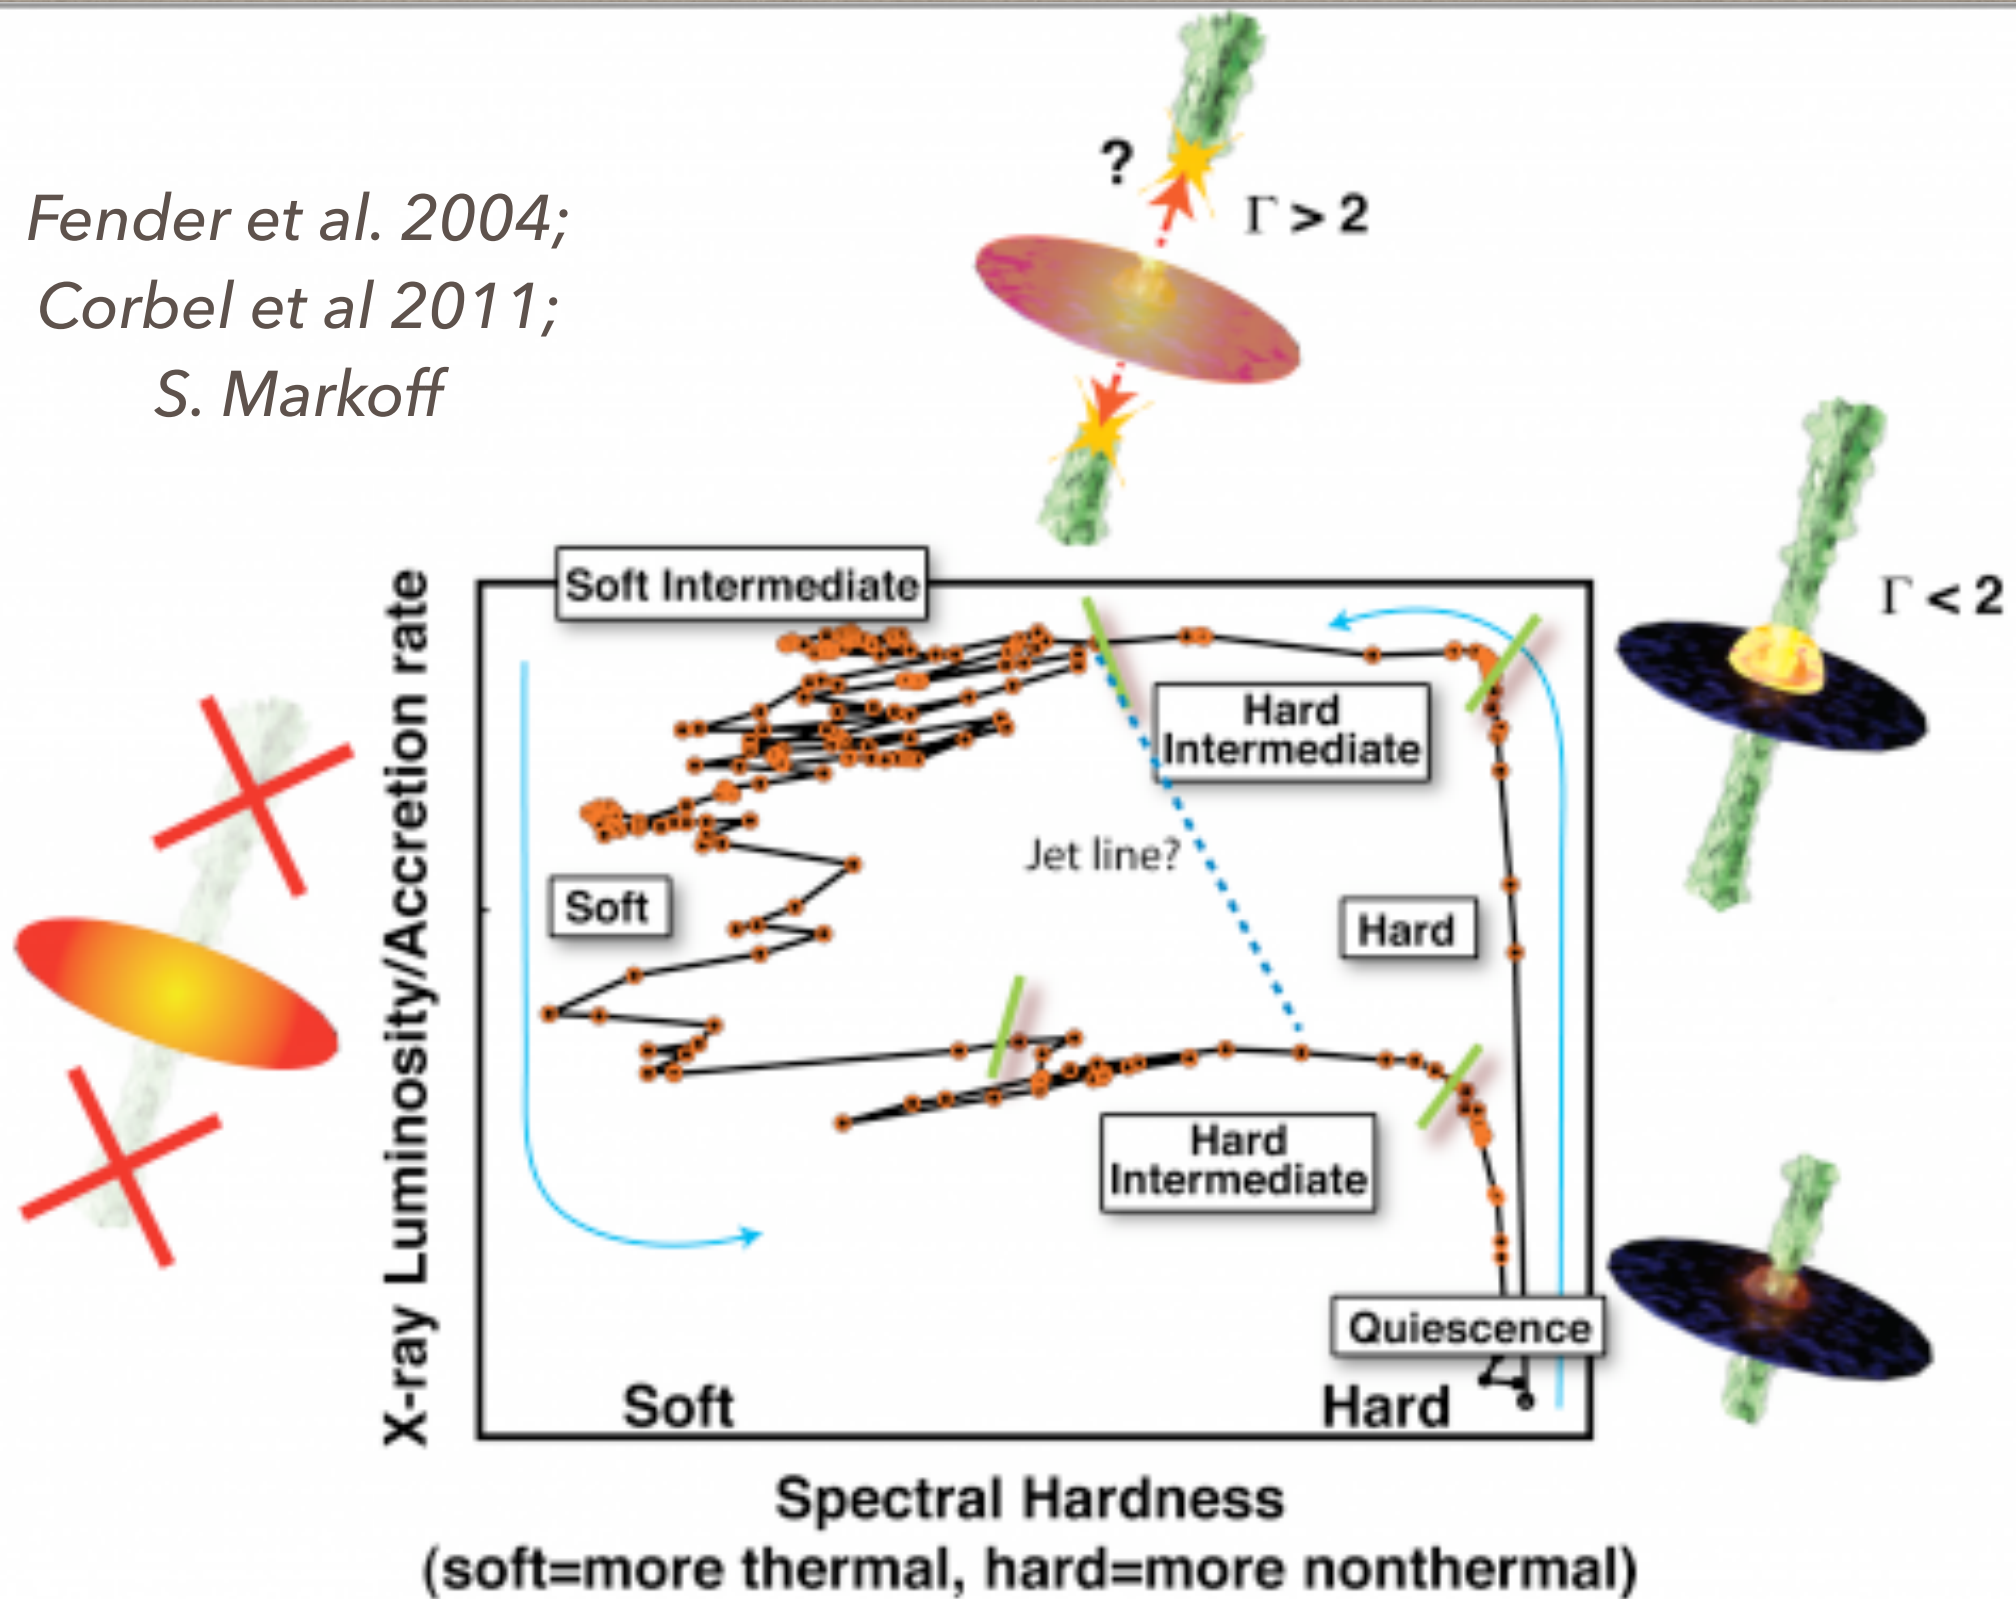 Fender et al. 2004;
Corbel et al 2011;
S. Markoff
?
Γ > 2
Γ < 2
X-ray Luminosity/Accretion rate
Soft Intermediate
Hard
Intermediate
Jet line?
Soft
Hard
Hard
Intermediate
Quiescence
Soft
Hard
Spectral Hardness
(soft=more thermal, hard=more nonthermal)